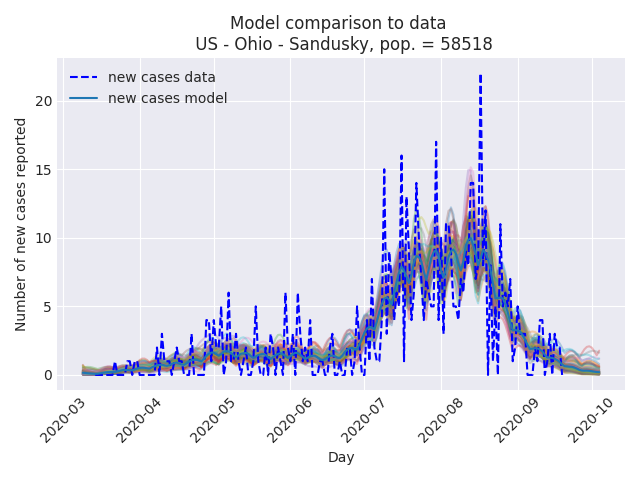 Model comparison to data
US - Ohio - Sandusky, pop. = 58518
new cases data
new cases model
Number of new cases reported
20
15
10
5
0
2020-03
2020-04
2020-05
2020-06
2020-07
2020-08
2020-09
2020-10
Day